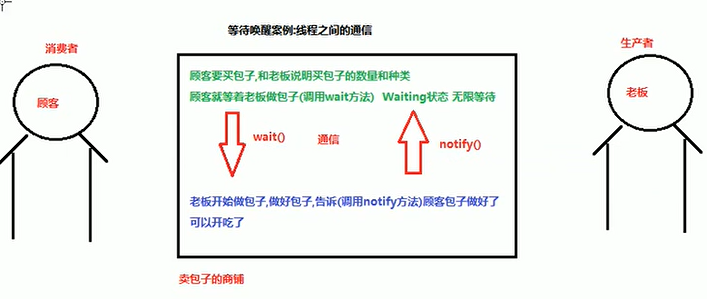 等待唤醒案例:线程之间的通信
消费者
生产者
顾客
老板
顾客要买包子,和老板说明买包子的数量和种类
顾客就等着老板做包子(调用wait方法) Waiting状态 无限等待
wait()
通信
notify()
老板开始做包子,做好包子,告诉(调用notify方法)顾客包子做好了
可以开吃了
卖包子的商铺